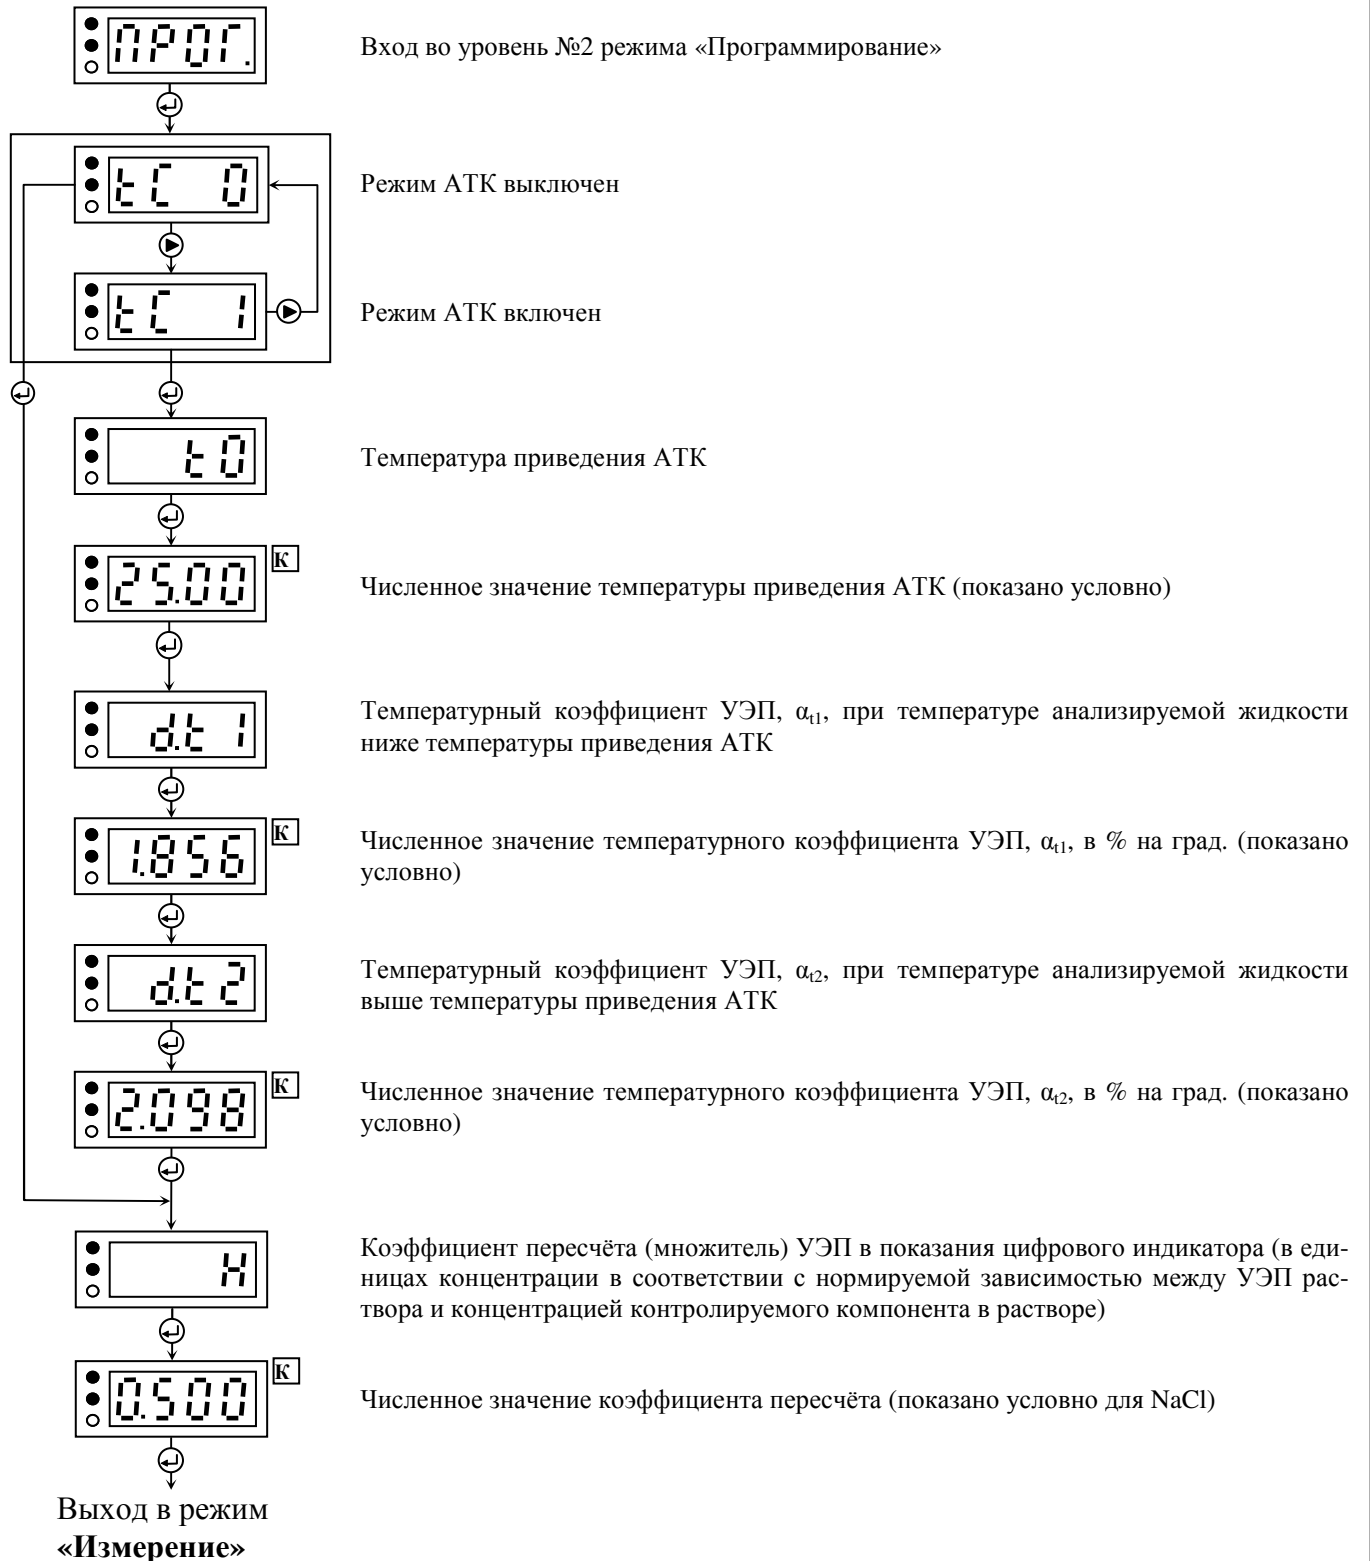 ПРОГ.
Вход во уровень №2 режима «Программирование»
tC 0
Режим АТК выключен
tC 1
Режим АТК включен
t0
Температура приведения АТК
25.00
К
Численное значение температуры приведения АТК (показано условно)
d.t 1
Температурный коэффициент УЭП, αt1, при температуре анализируемой жидкости
ниже температуры приведения АТК
1.856
К
Численное значение температурного коэффициента УЭП, αt1, в % на град. (показано
условно)
d.t 2
Температурный коэффициент УЭП, αt2, при температуре анализируемой жидкости
выше температуры приведения АТК
2.098
К
Численное значение температурного коэффициента УЭП, αt2, в % на град. (показано
условно)
К
Коэффициент пересчёта (множитель) УЭП в показания цифрового индикатора (в еди-
ницах концентрации в соответствии с нормируемой зависимостью между УЭП рас-
твора и концентрацией контролируемого компонента в растворе)
0.500
К
Численное значение коэффициента пересчёта (показано условно для NaCl)
Выход в режим
«Измерение»